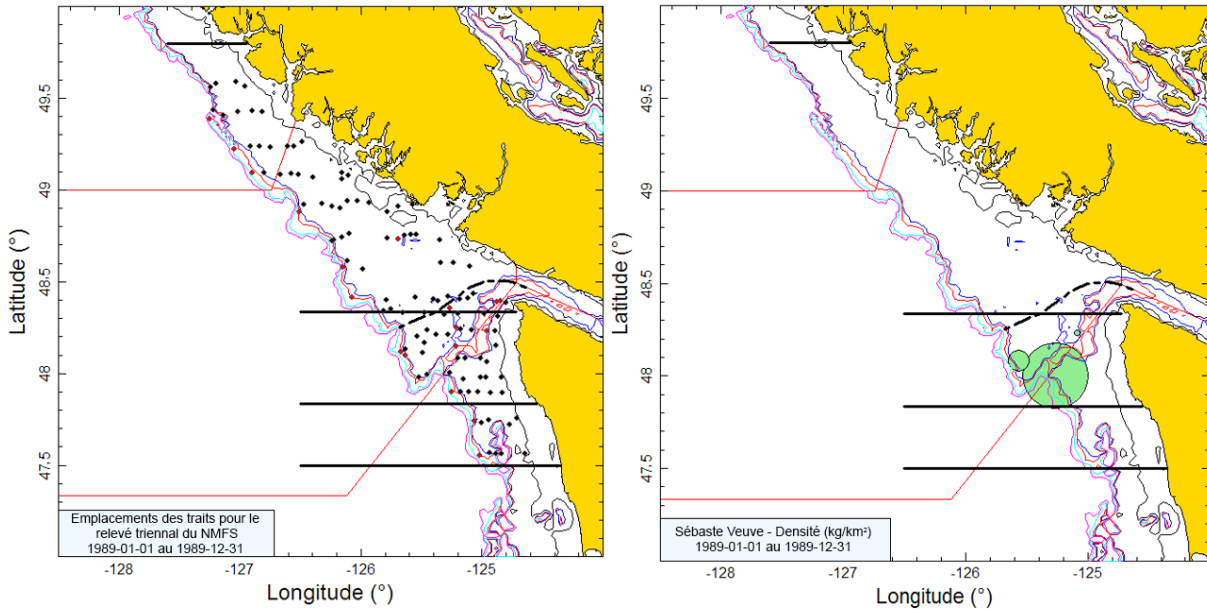 49.5
49
48.5
48
47.5
Latitude (°)
Emplacements des traits pour le
relevé triennal du NMFS
1989-01-01 au 1989-12-31
-128
-127
-126
-125
Longitude (°)
49.5
49
48.5
48
47.5
Latitude (°)
Sébaste Veuve - Densité (kg/km²)
1989-01-01 au 1989-12-31
-128
-127
-126
-125
Longitude (°)